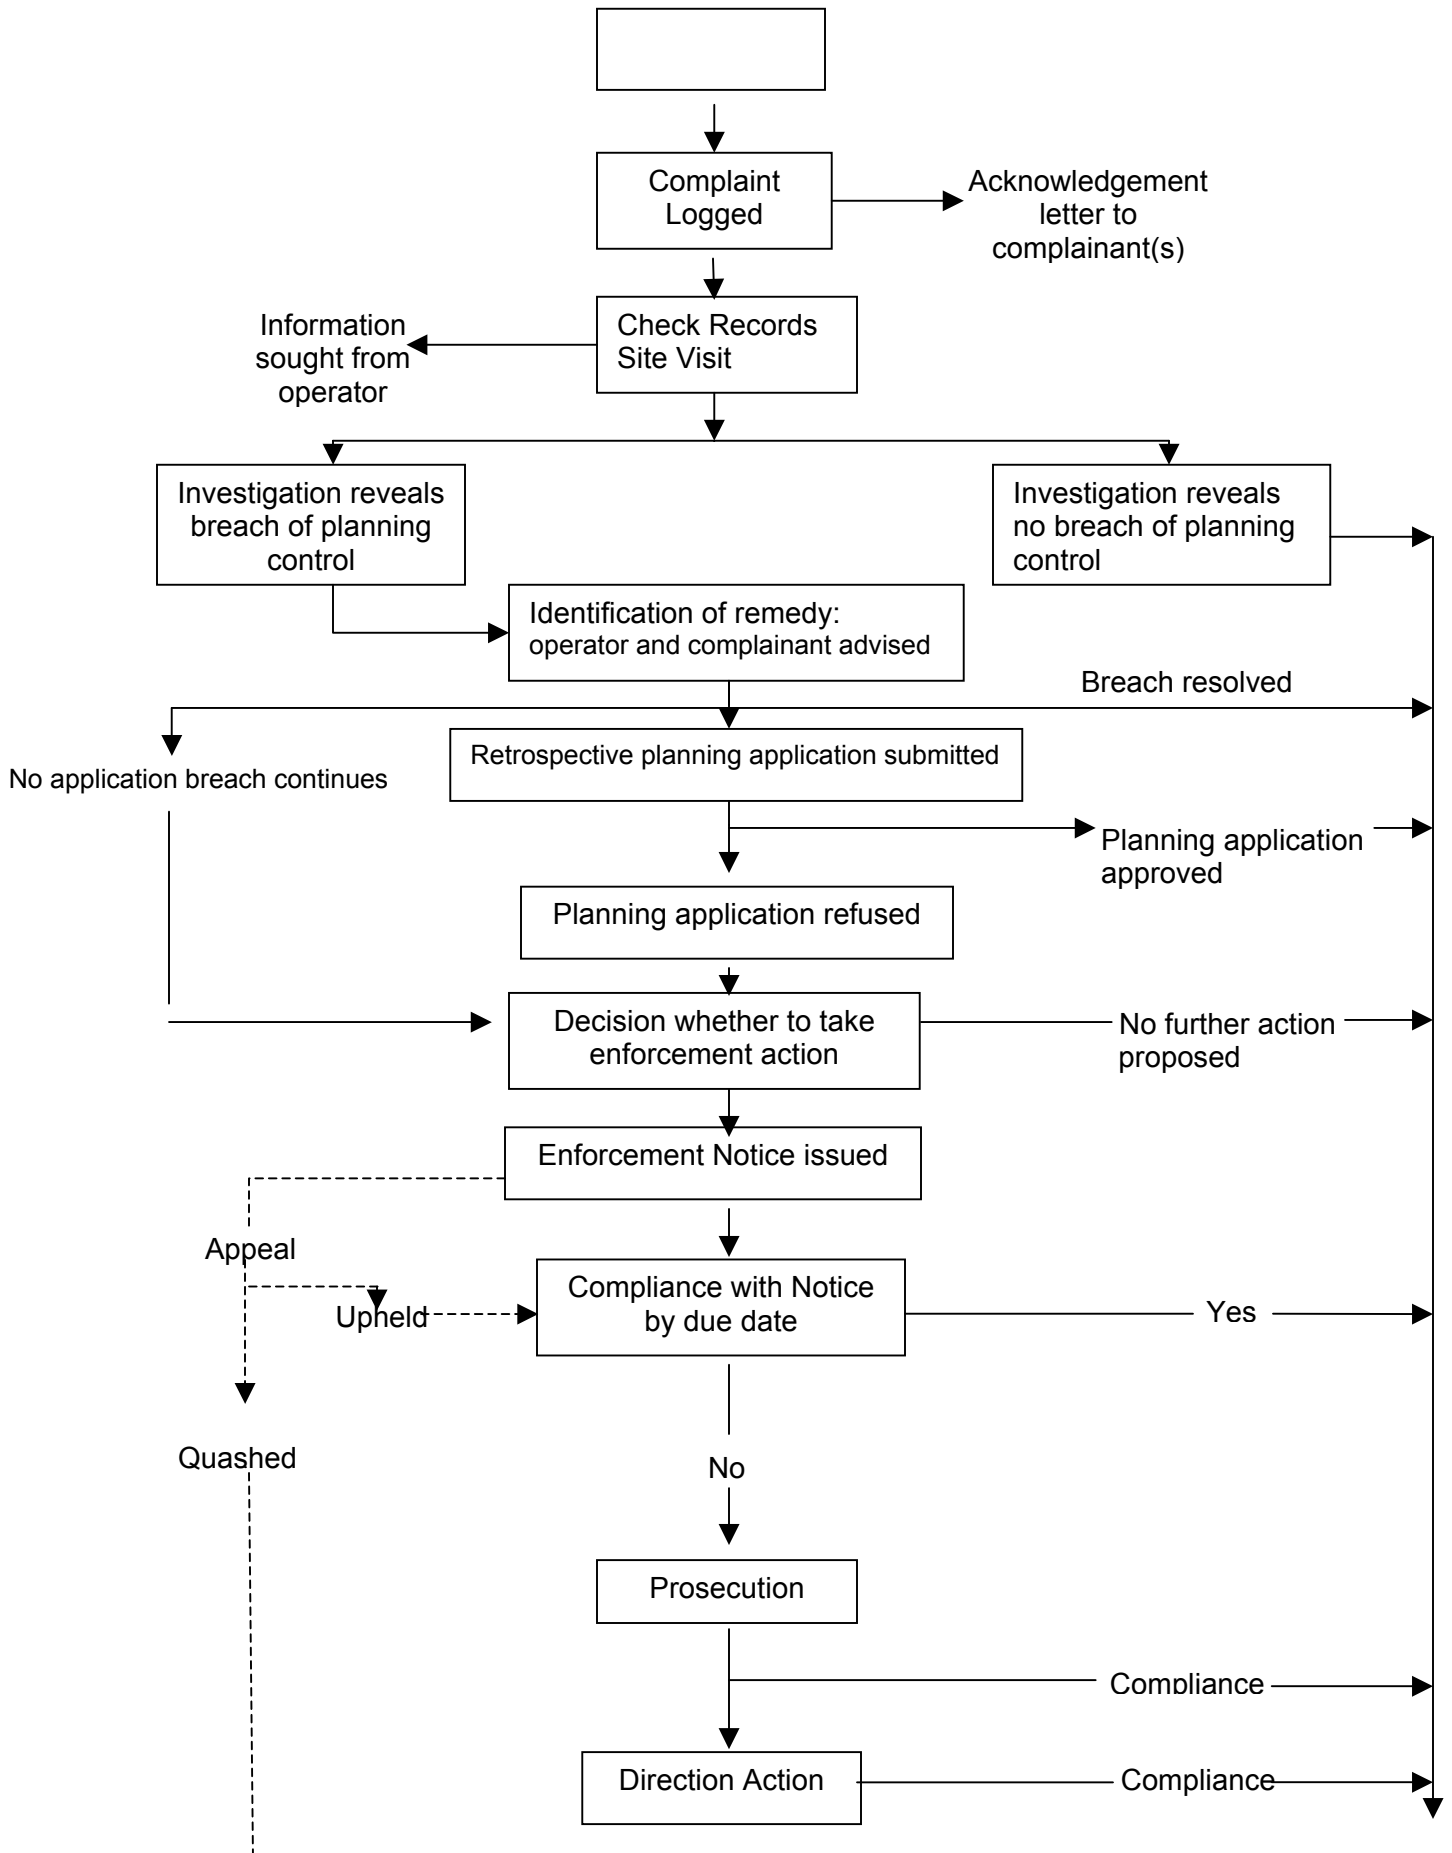 Complaint
Logged
Acknowledgement
letter to
complainant(s)
Information
sought from
operator
Check Records
Site Visit
Investigation reveals
breach of planning
control
Investigation reveals
no breach of planning
control
Identification of remedy:
operator and complainant advised
Breach resolved
No application breach continues
Retrospective planning application submitted
Planning application
approved
Planning application refused
Decision whether to take
enforcement action
No further action
proposed
Enforcement Notice issued
Appeal
Upheld
Compliance with Notice
by due date
Yes
Quashed
No
Prosecution
Compliance
Direction Action
Compliance